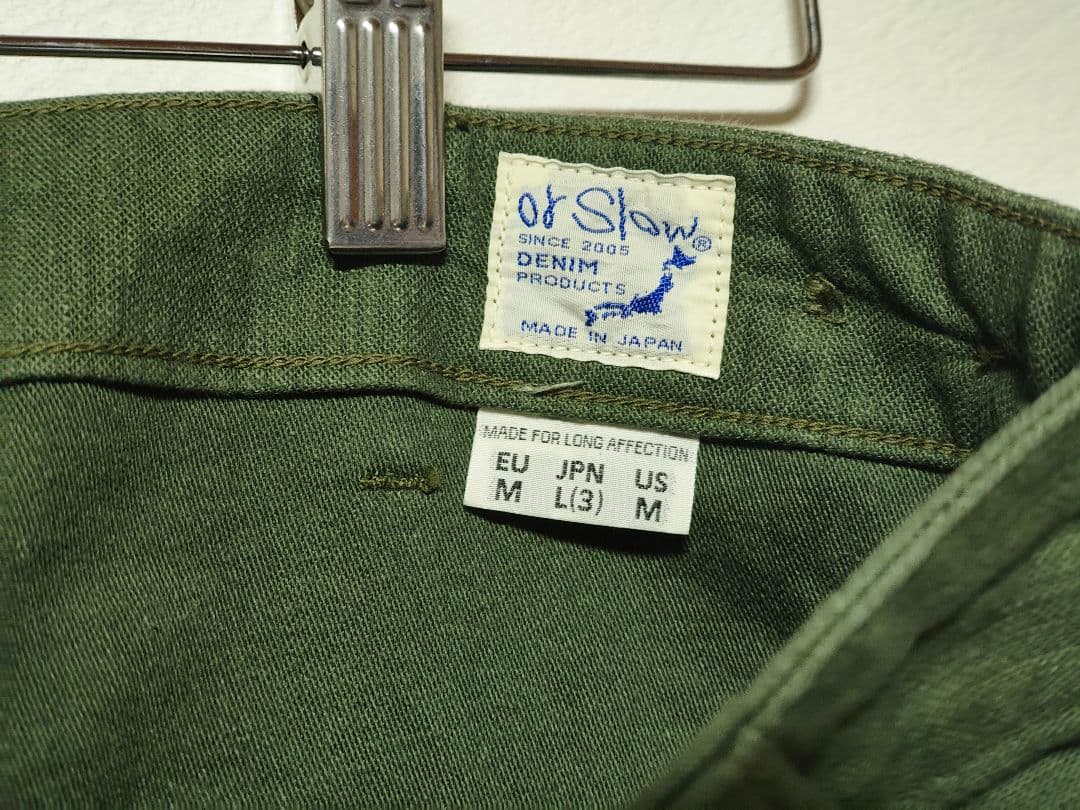 or Slow®
SINCE 2005
DENIM
PRODUCTS
MADE IN JAPAN
MADE FOR LONG AFFECTION
EU JPN US
M L(3) M